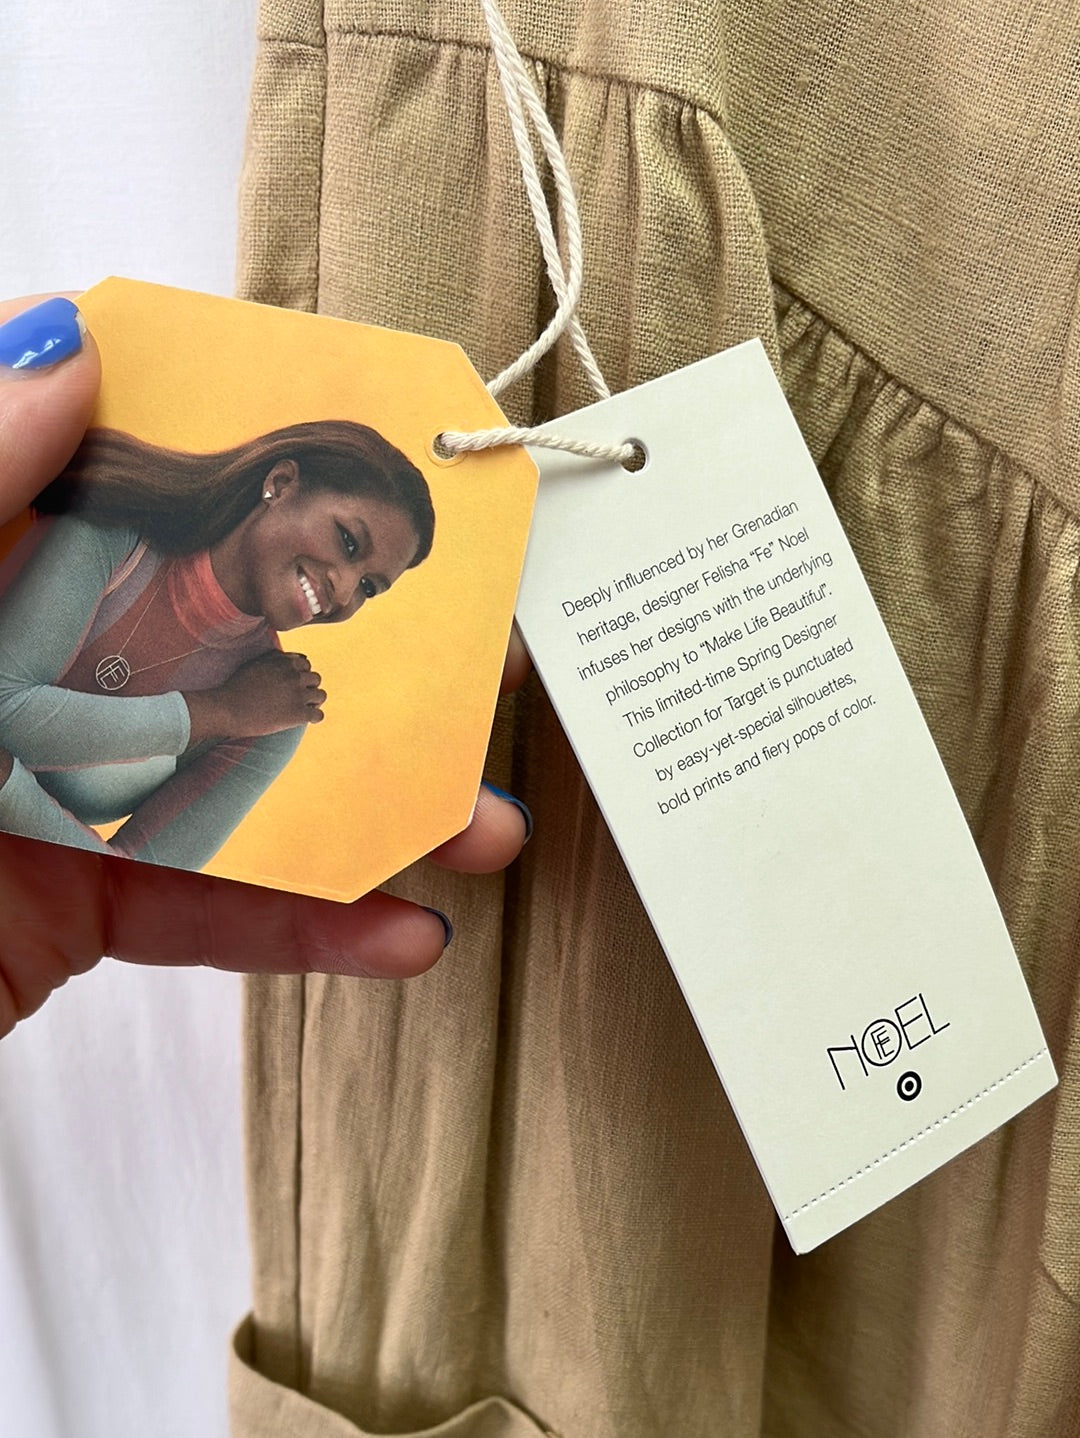 Deeply influenced by her Grenadian
heritage, designer Felisha “Fe” Noel
infuses her designs with the underlying
philosophy to “Make Life Beautiful”.
This limited-time Spring Designer
Collection for Target is punctuated
by easy-yet-special silhouettes,
bold prints and fiery pops of color.
NOEL
FE